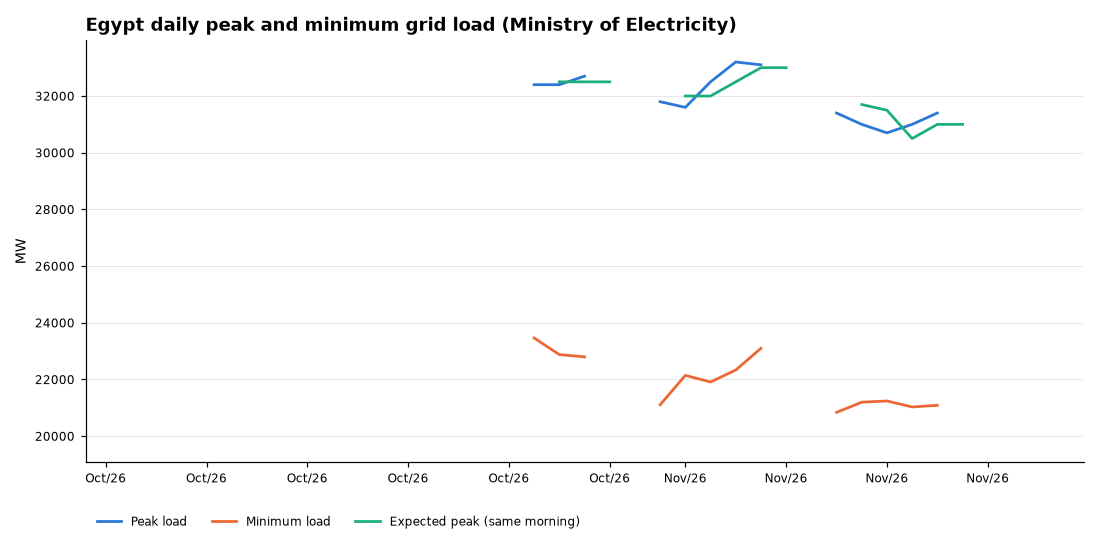 Egypt daily peak and minimum grid load (Ministry of Electricity)
MW
32000
30000
28000
26000
24000
22000
20000
Oct/26 Oct/26 Oct/26 Oct/26 Oct/26 Oct/26 Nov/26 Nov/26 Nov/26 Nov/26
Peak load Minimum load Expected peak (same morning)